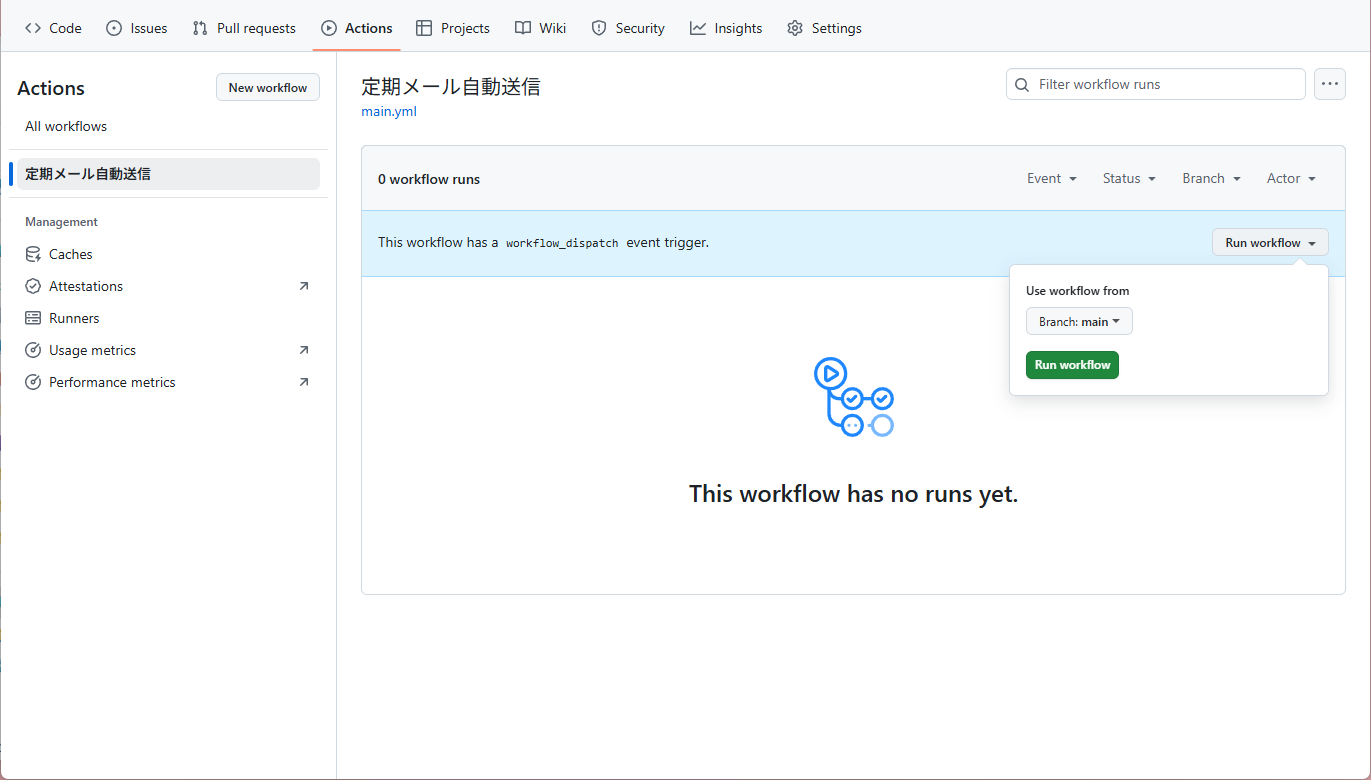 Code Issues Pull requests Actions Projects Wiki Security Insights Settings
Actions New workflow
All workflows
定期メール自動送信
Management
Caches
Attestations
Runners
Usage metrics
Performance metrics
定期メール自動送信
main.yml
Filter workflow runs
0 workflow runs
Event Status Branch Actor
This workflow has a workflow_dispatch event trigger.
Run workflow
Use workflow from
Branch: main
Run workflow
This workflow has no runs yet.